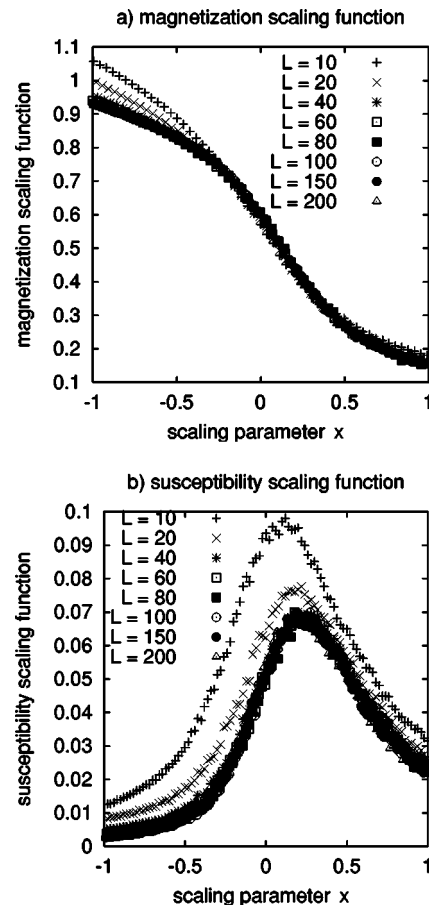 a) magnetization scaling function
magnetization scaling function
1.1
1
0.9
0.8
0.7
0.6
0.5
0.4
0.3
0.2
0.1
L = 10
L = 20
L = 40
L = 60
L = 80
L = 100
L = 150
L = 200
-1 -0.5 0 0.5 1
scaling parameter x
b) susceptibility scaling function
susceptibility scaling function
0.1
0.09
0.08
0.07
0.06
0.05
0.04
0.03
0.02
0.01
0
L = 10
L = 20
L = 40
L = 60
L = 80
L = 100
L = 150
L = 200
-1 -0.5 0 0.5 1
scaling parameter x